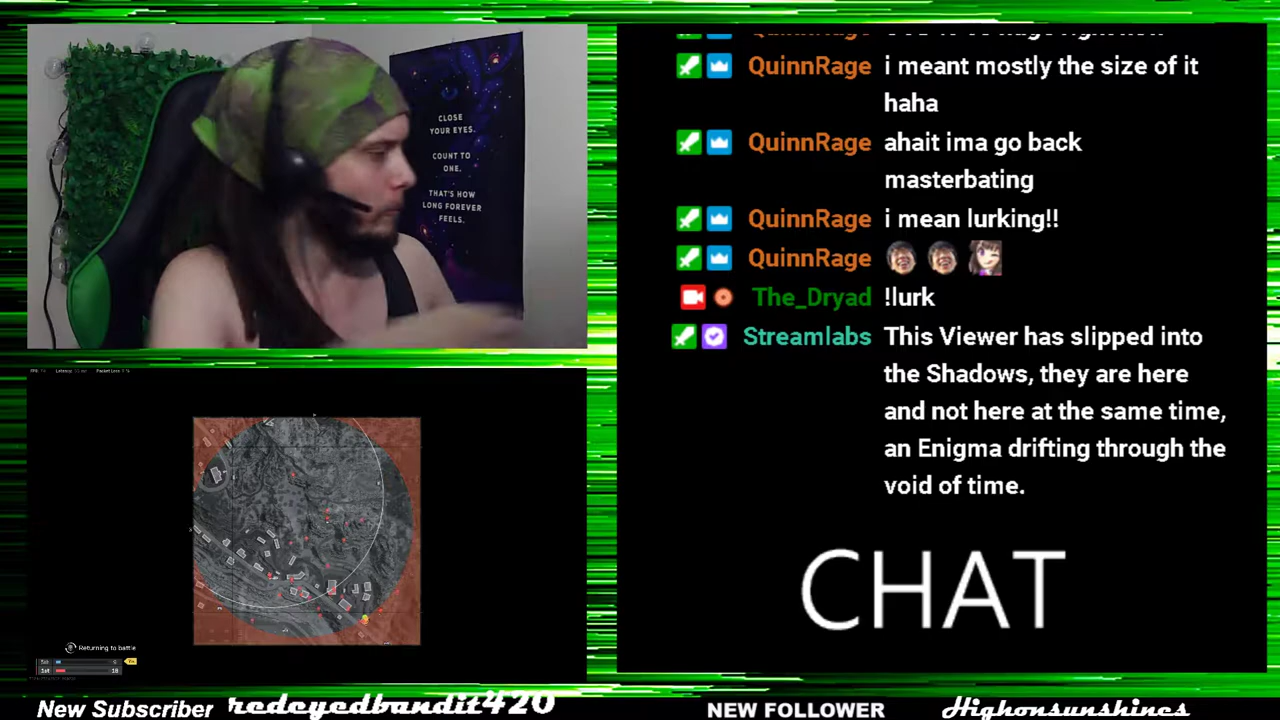 QuinnRage i meant mostly the size of it
haha
QuinnRage ahait ima go back
masterbating
QuinnRage i mean lurking!!
QuinnRage
The_Dryad !lurk
Streamlabs This Viewer has slipped into
the Shadows, they are here
and not here at the same time,
an Enigma drifting through the
void of time.
CHAT
CLOSE
YOUR EYES.
COUNT TO
ONE.
THAT'S HOW
LONG FOREVER
FEELS.
Returning to battle
New Subscriber redeyedbandit420
NEW FOLLOWER Highonsunshines